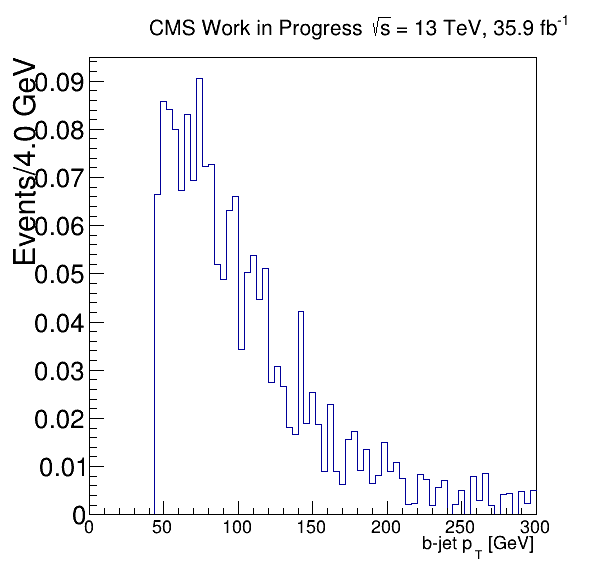 CMS Work in Progress √s = 13 TeV, 35.9 fb⁻¹
Events/4.0 GeV
0.09
0.08
0.07
0.06
0.05
0.04
0.03
0.02
0.01
0
0 50 100 150 200 250 300
b-jet p_T [GeV]